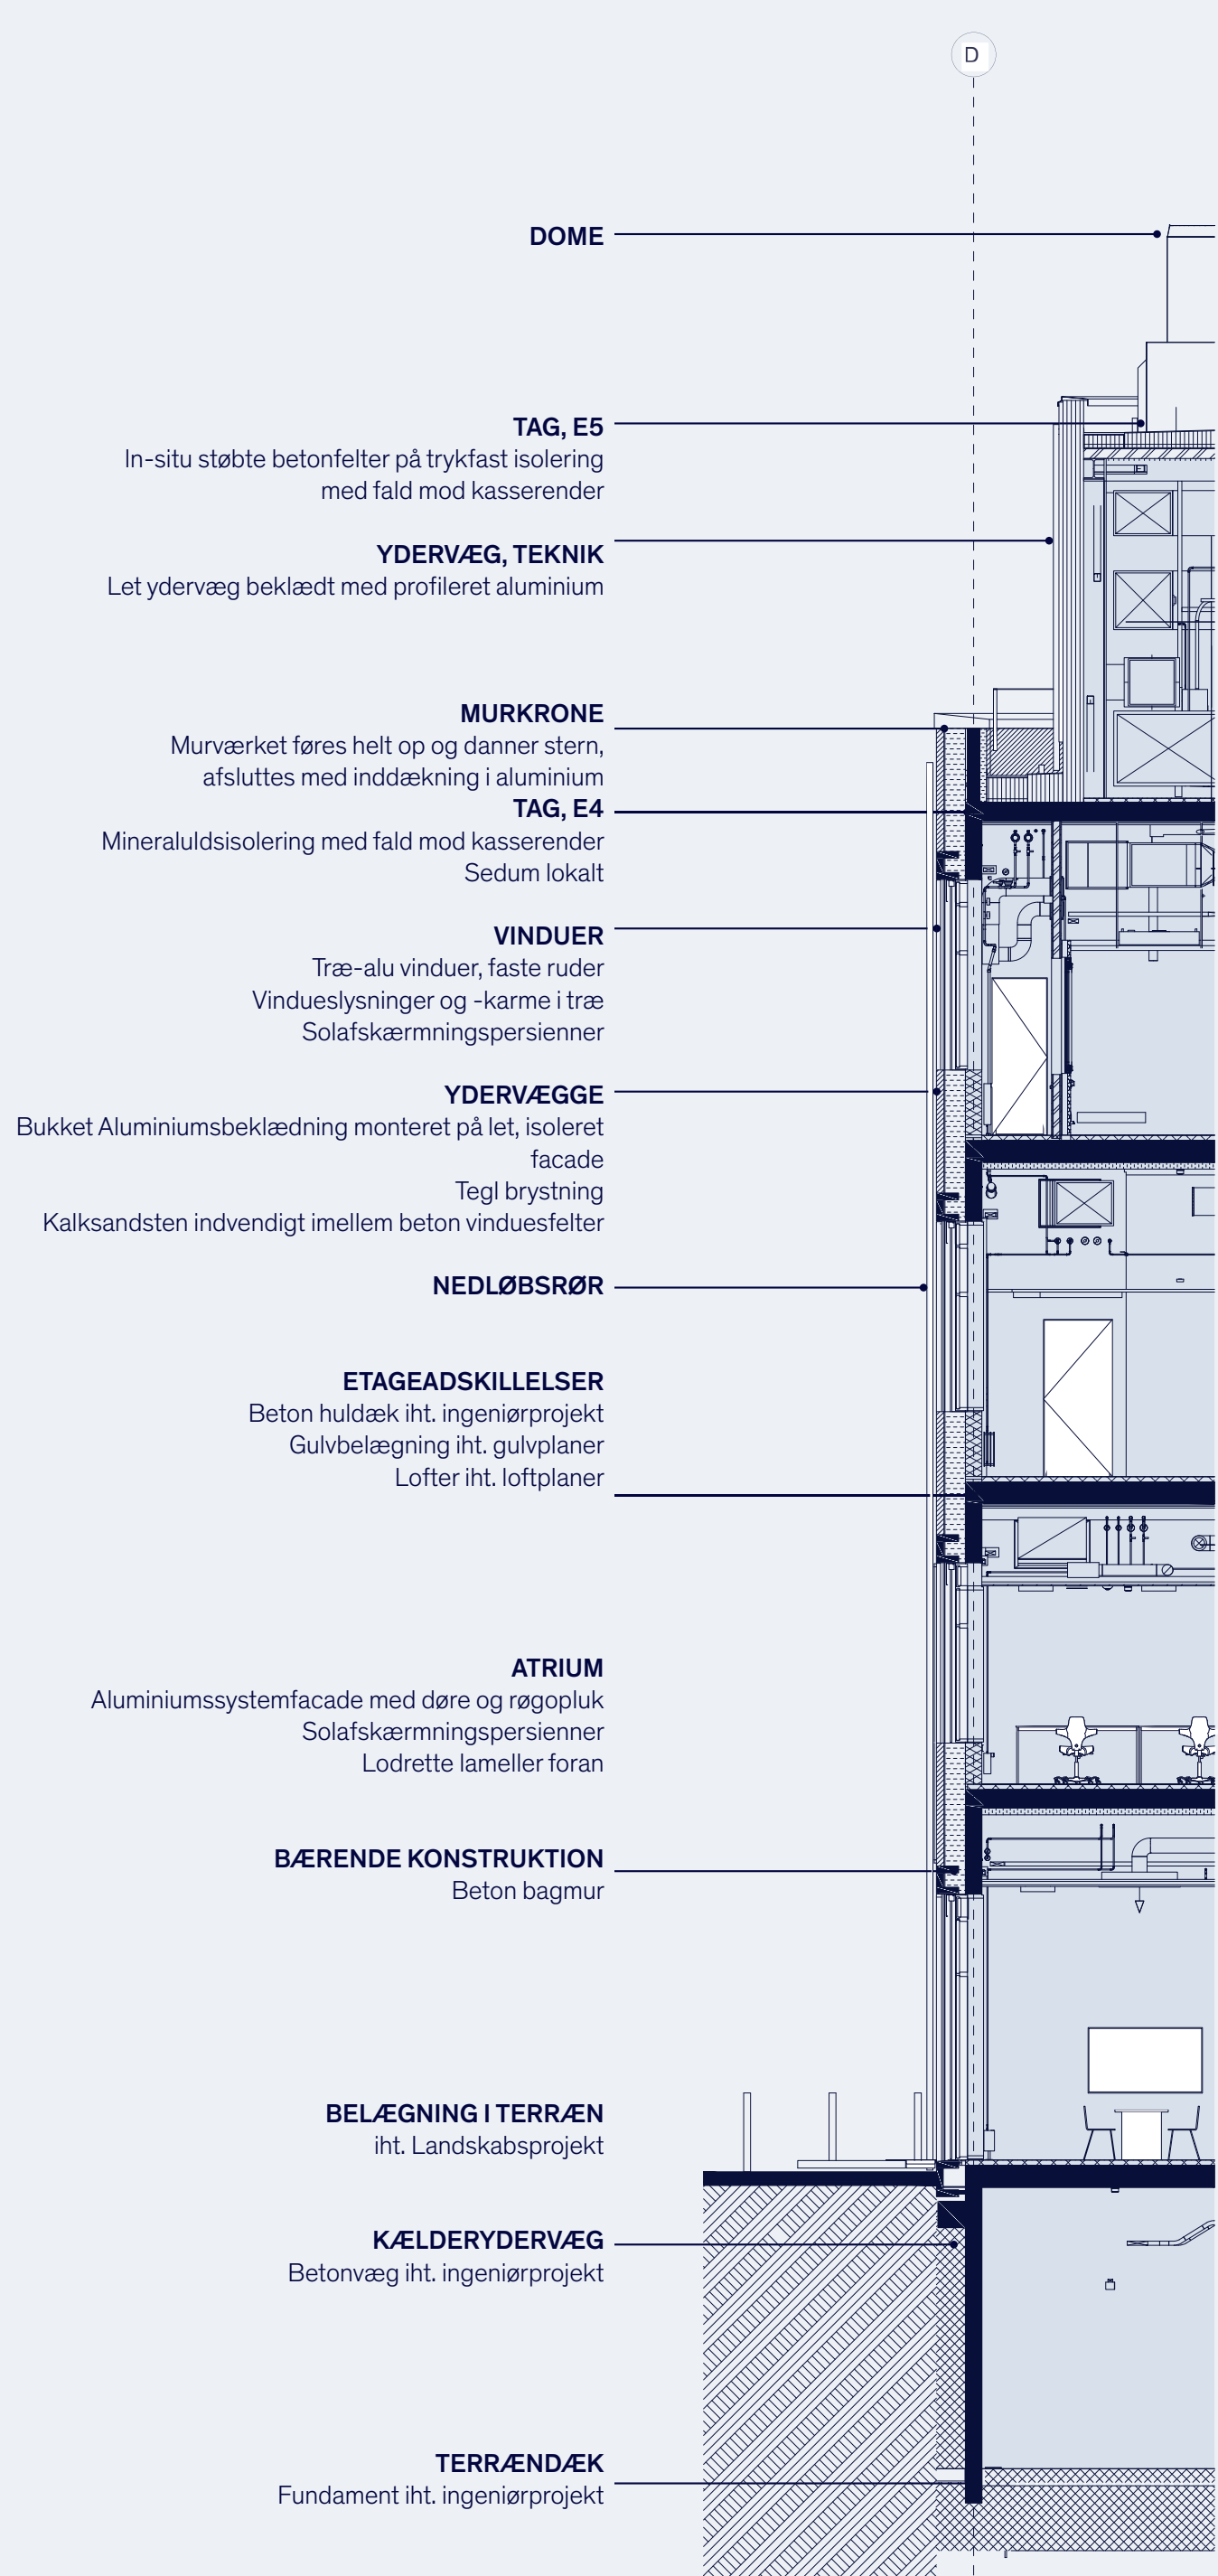 D
DOME
TAG, E5
In-situ støbte betonfelter på trykfast isolering
med fald mod kasserender
YDERVÆG, TEKNIK
Let ydervæg beklædt med profileret aluminium
MURKRONE
Murværket føres helt op og danner stern,
afsluttes med inddækning i aluminium
TAG, E4
Mineraluldsisolering med fald mod kasserender
Sedum lokalt
VINDUER
Træ-alu vinduer, faste ruder
Vindueslysninger og -karme i træ
Solafskærmningspersienner
YDERVÆGGE
Bukket Aluminiumsbeklædning monteret på let, isoleret
facade
Tegl brystning
Kalksandsten indvendigt imellem beton vinduesfelter
NEDLØBSRØR
ETAGEADSKILLELSER
Beton huldæk iht. ingeniørprojekt
Gulvbelægning iht. gulvplaner
Lofter iht. loftplaner
ATRIUM
Aluminiumssystemfacade med døre og røgopluk
Solafskærmningspersienner
Lodrette lameller foran
BÆRENDE KONSTRUKTION
Beton bagmur
BELÆGNING I TERRÆN
iht. Landskabsprojekt
KÆLDERYDERVÆG
Betonvæg iht. ingeniørprojekt
TERRÆNDÆK
Fundament iht. ingeniørprojekt